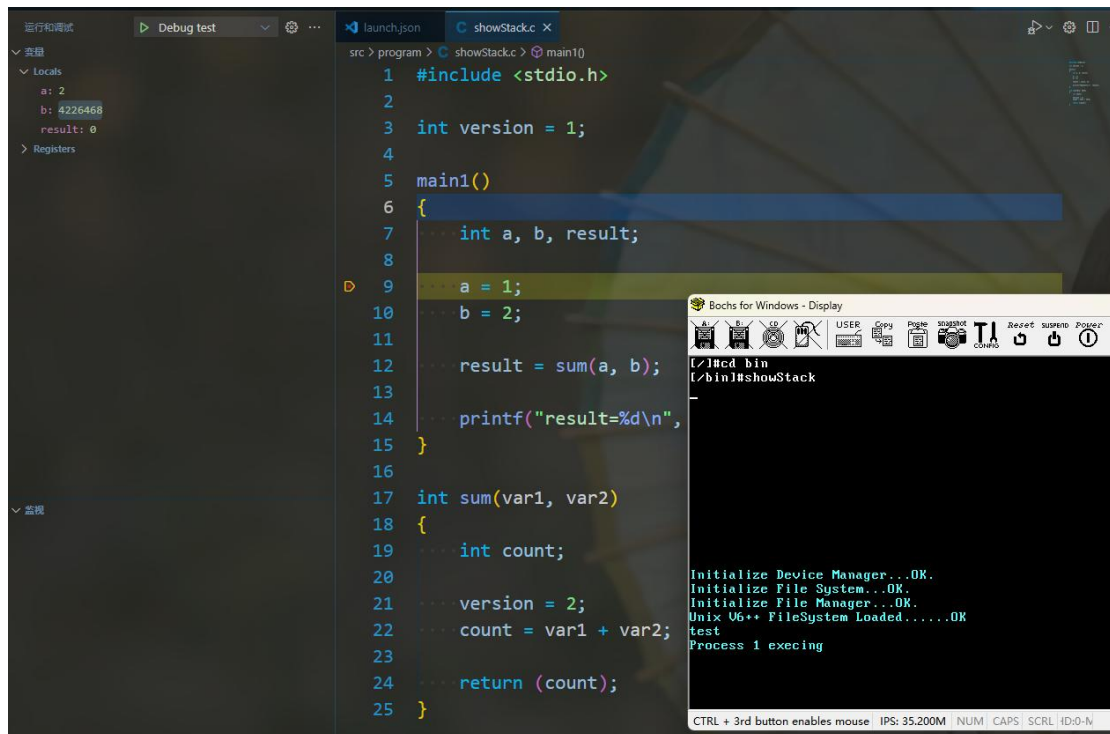 运行和调试
Debug test
变量
Locals
a: 2
b: 4226468
result: 0
Registers
监视
launch.json
C showStack.c
src > program > C showStack.c > main1()
1 #include <stdio.h>
2
3 int version = 1;
4
5 main1()
6 {
7 int a, b, result;
8
9 a = 1;
10 b = 2;
11
12 result = sum(a, b);
13
14 printf("result=%d\n",
15 }
16
17 int sum(var1, var2)
18 {
19 int count;
20
21 version = 2;
22 count = var1 + var2;
23
24 return (count);
25 }
Bochs for Windows - Display
A: B: CD USER Copy Paste snapshot CONFIG Reset SUSPEND Power
[/]#cd bin
[/bin]#showStack
Initialize Device Manager...OK.
Initialize File System...OK.
Initialize File Manager...OK.
Unix V6++ FileSystem Loaded......OK
test
Process 1 execing
CTRL + 3rd button enables mouse IPS: 35.200M NUM CAPS SCRL